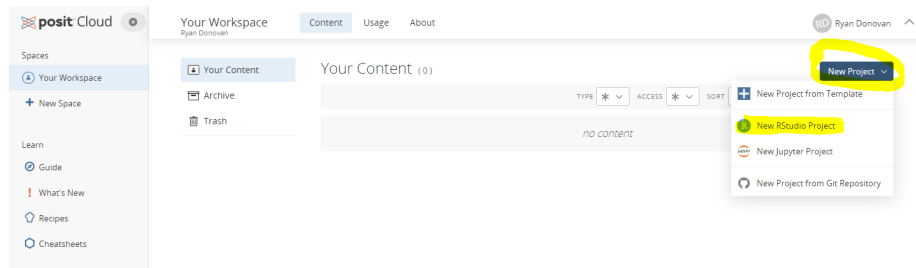 posit Cloud
Spaces
Your Workspace
New Space
Learn
Guide
What's New
Recipes
Cheatsheets
Your Workspace
Ryan Donovan
Content Usage About
RD Ryan Donovan
Your Content
Archive
Trash
Your Content (0)
New Project
TYPE * ACCESS * SORT
no content
New Project from Template
R New RStudio Project
New Jupyter Project
New Project from Git Repository